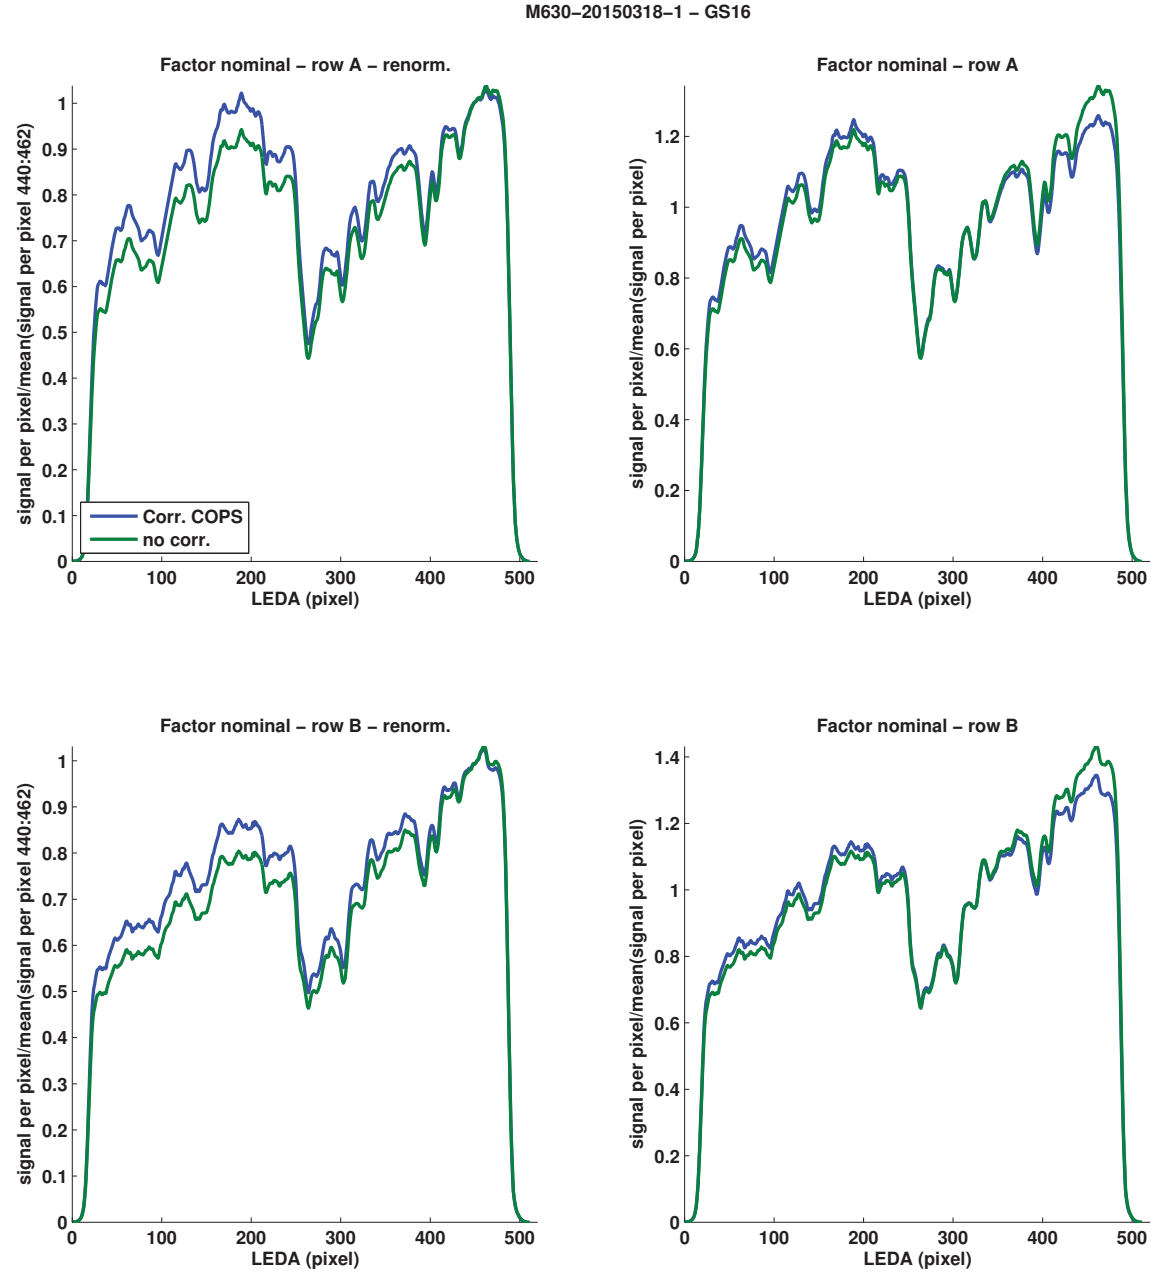 M630−20150318−1 − GS16
Factor nominal − row A − renorm.
signal per pixel/mean(signal per pixel 440:462)
1
0.9
0.8
0.7
0.6
0.5
0.4
0.3
0.2
0.1
0
Corr. COPS
no corr.
0 100 200 300 400 500
LEDA (pixel)
Factor nominal − row A
signal per pixel/mean(signal per pixel)
1.2
1
0.8
0.6
0.4
0.2
0
0 100 200 300 400 500
LEDA (pixel)
Factor nominal − row B − renorm.
signal per pixel/mean(signal per pixel 440:462)
1
0.9
0.8
0.7
0.6
0.5
0.4
0.3
0.2
0.1
0
0 100 200 300 400 500
LEDA (pixel)
Factor nominal − row B
signal per pixel/mean(signal per pixel)
1.4
1.2
1
0.8
0.6
0.4
0.2
0
0 100 200 300 400 500
LEDA (pixel)